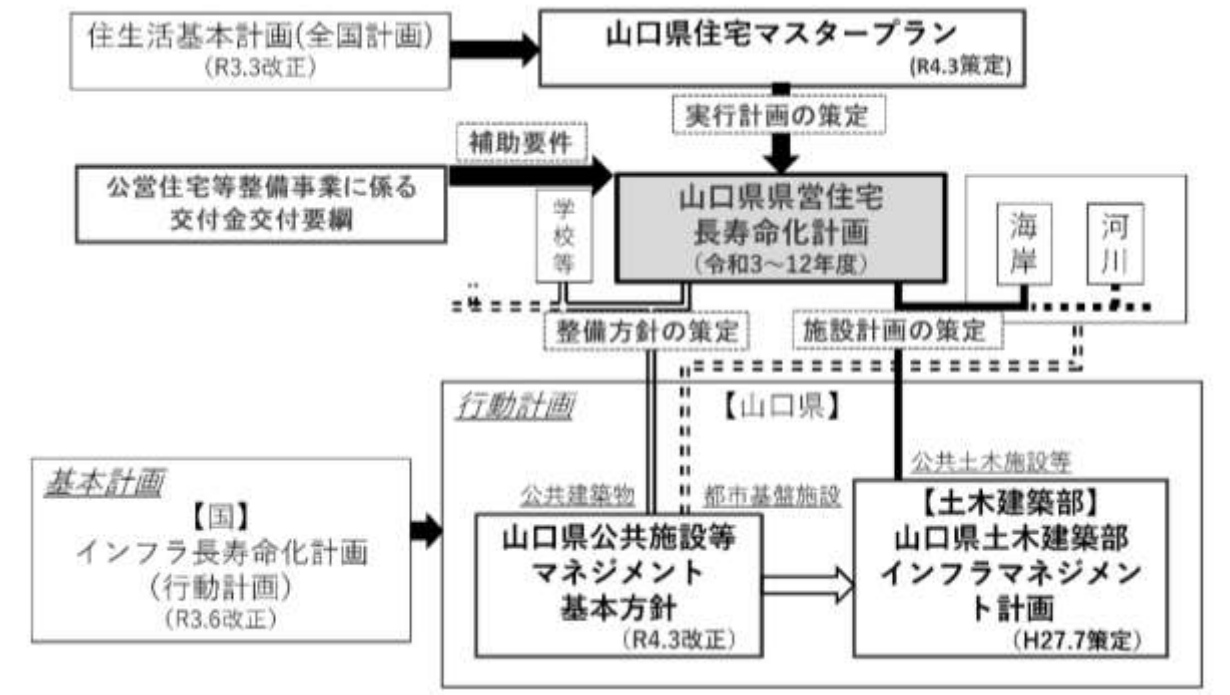 住生活基本計画(全国計画)
（R3.3改正）
山口県住宅マスタープラン
(R4.3策定)
実行計画の策定
補助要件
公営住宅等整備事業に係る
交付金交付要綱
学
校
等
山口県県営住宅
長寿命化計画
（令和3～12年度）
海
岸
河
川
整備方針の策定
施設計画の策定
行動計画
【山口県】
基本計画
【国】
インフラ長寿命化計画
（行動計画）
（R3.6改正）
公共建築物
都市基盤施設
公共土木施設等
山口県公共施設等
マネジメント
基本方針
（R4.3改正）
【土木建築部】
山口県土木建築部
インフラマネジメン
ト計画
（H27.7策定）